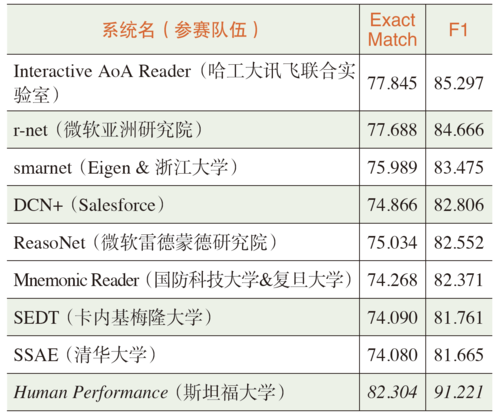 系统名（参赛队伍） Exact Match F1
Interactive AoA Reader（哈工大讯飞联合实
验室） 77.845 85.297
r-net（微软亚洲研究院） 77.688 84.666
smarnet（Eigen & 浙江大学） 75.989 83.475
DCN+（Salesforce） 74.866 82.806
ReasoNet（微软雷德蒙德研究院） 75.034 82.552
Mnemonic Reader（国防科技大学&复旦大学） 74.268 82.371
SEDT（卡内基梅隆大学） 74.090 81.761
SSAE（清华大学） 74.080 81.665
Human Performance（斯坦福大学） 82.304 91.221